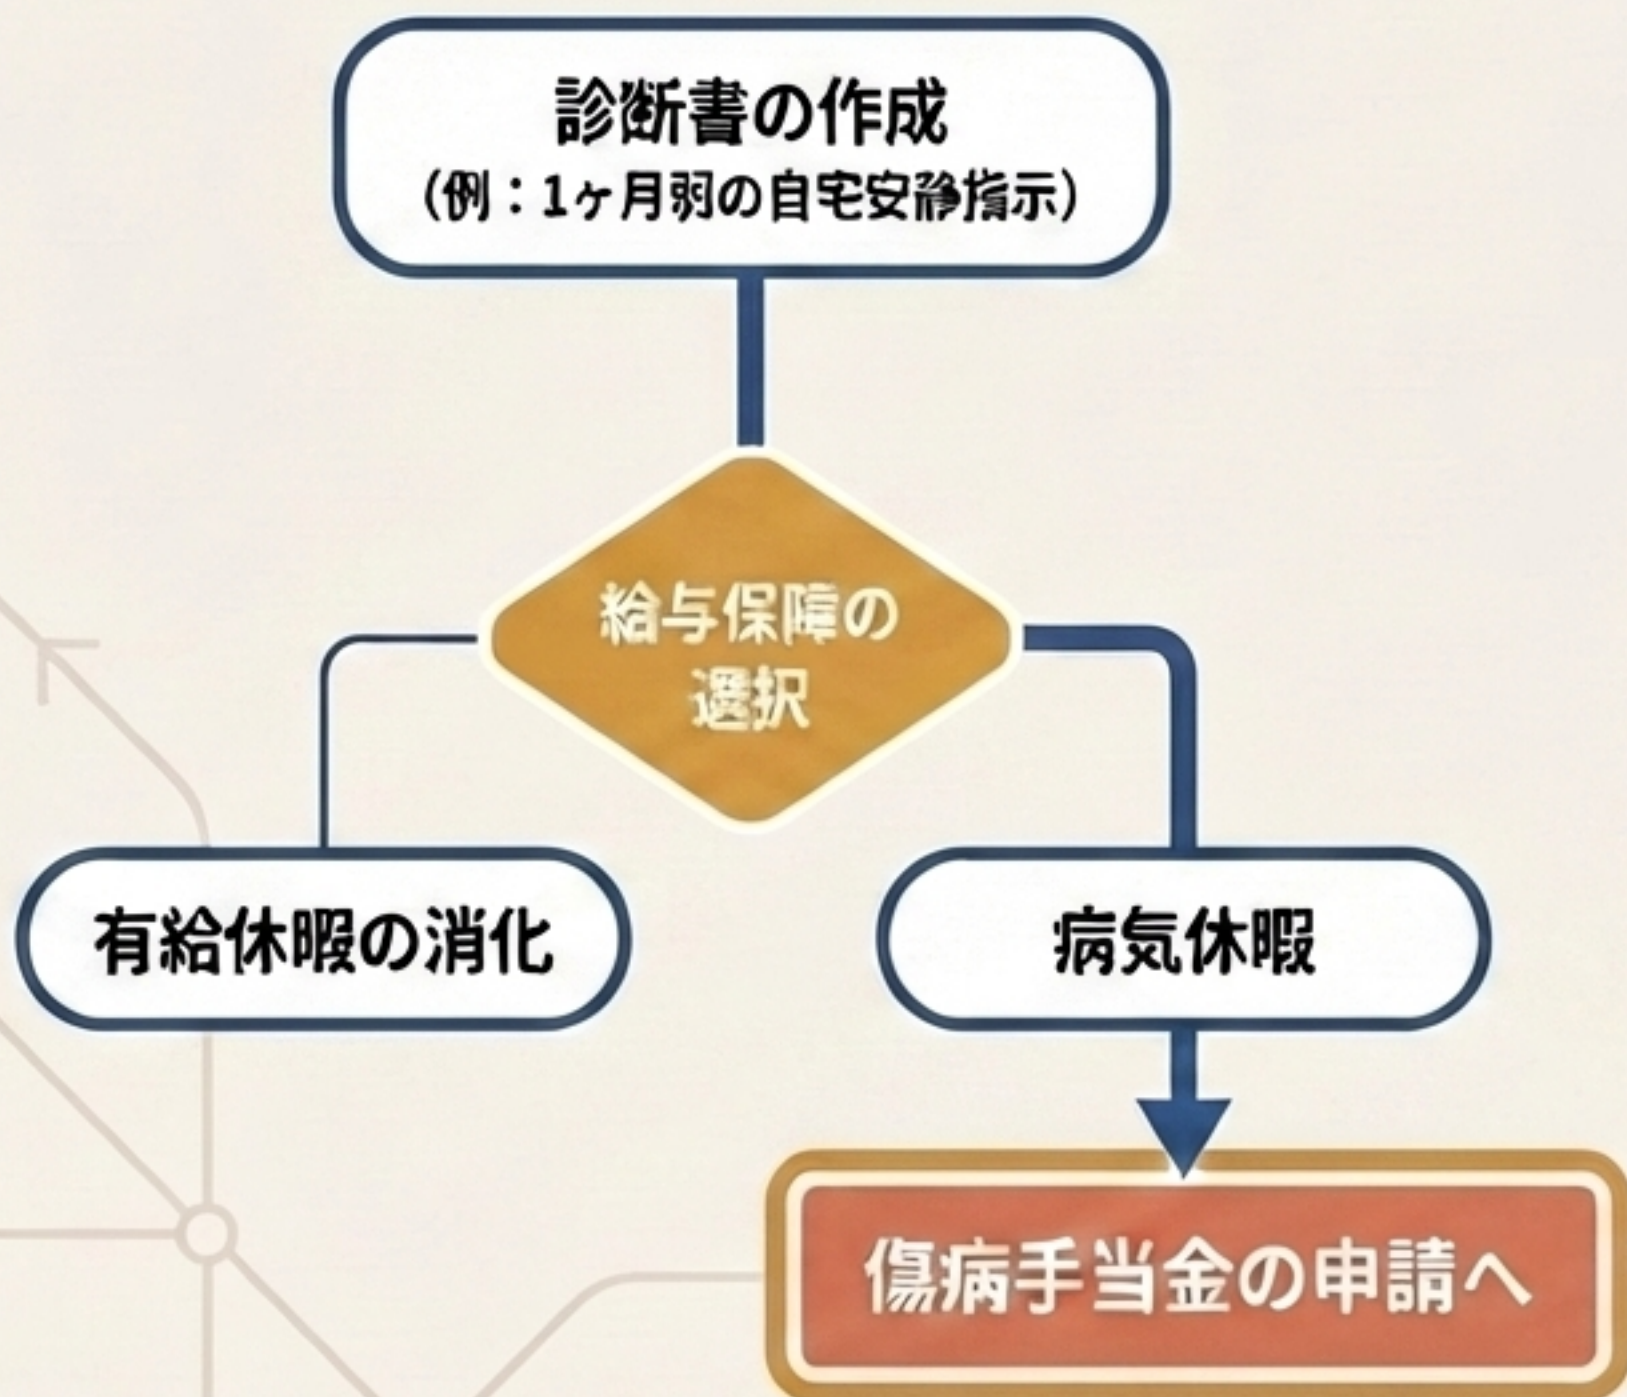 診断書の作成
（例：1ヶ月弱の自宅安静指示）
給与保障の
選択
有給休暇の消化
病気休暇
傷病手当金の申請へ